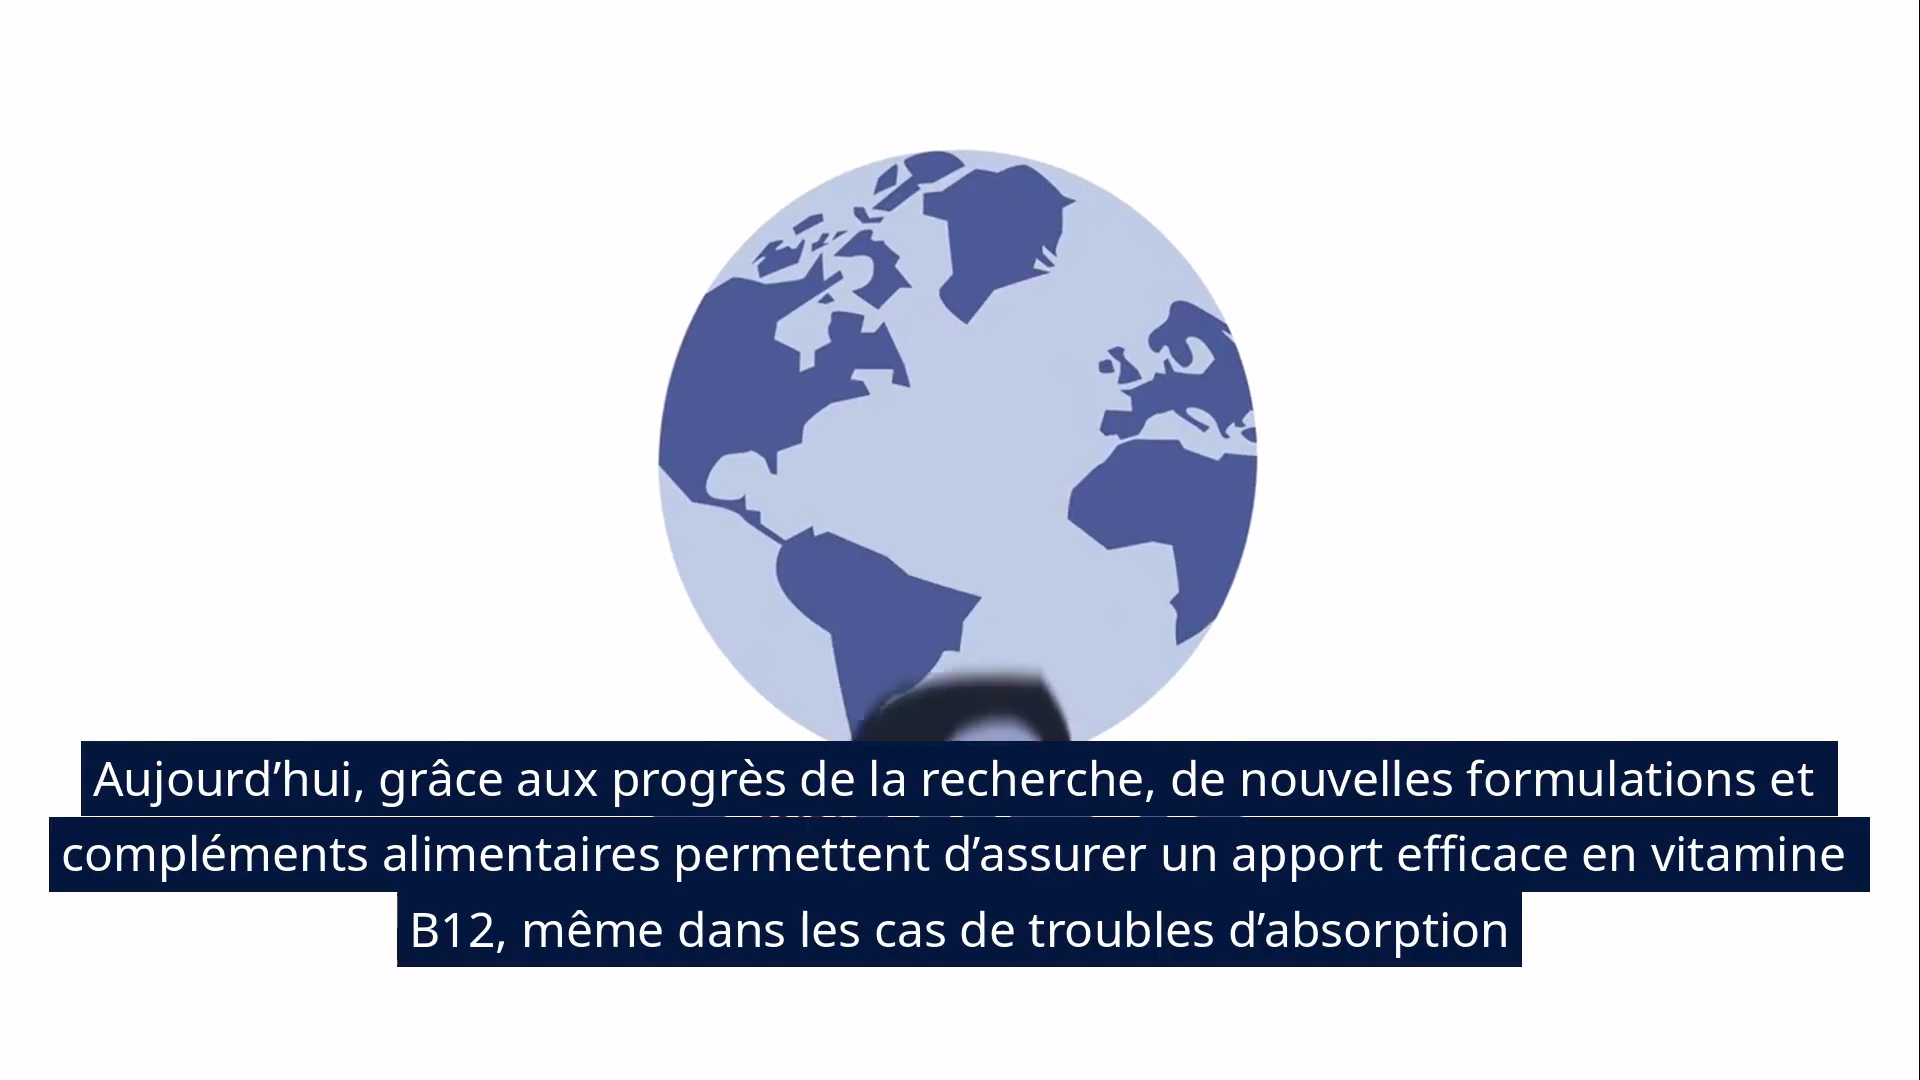 Aujourd’hui, grâce aux progrès de la recherche, de nouvelles formulations et
compléments alimentaires permettent d’assurer un apport efficace en vitamine
B12, même dans les cas de troubles d’absorption